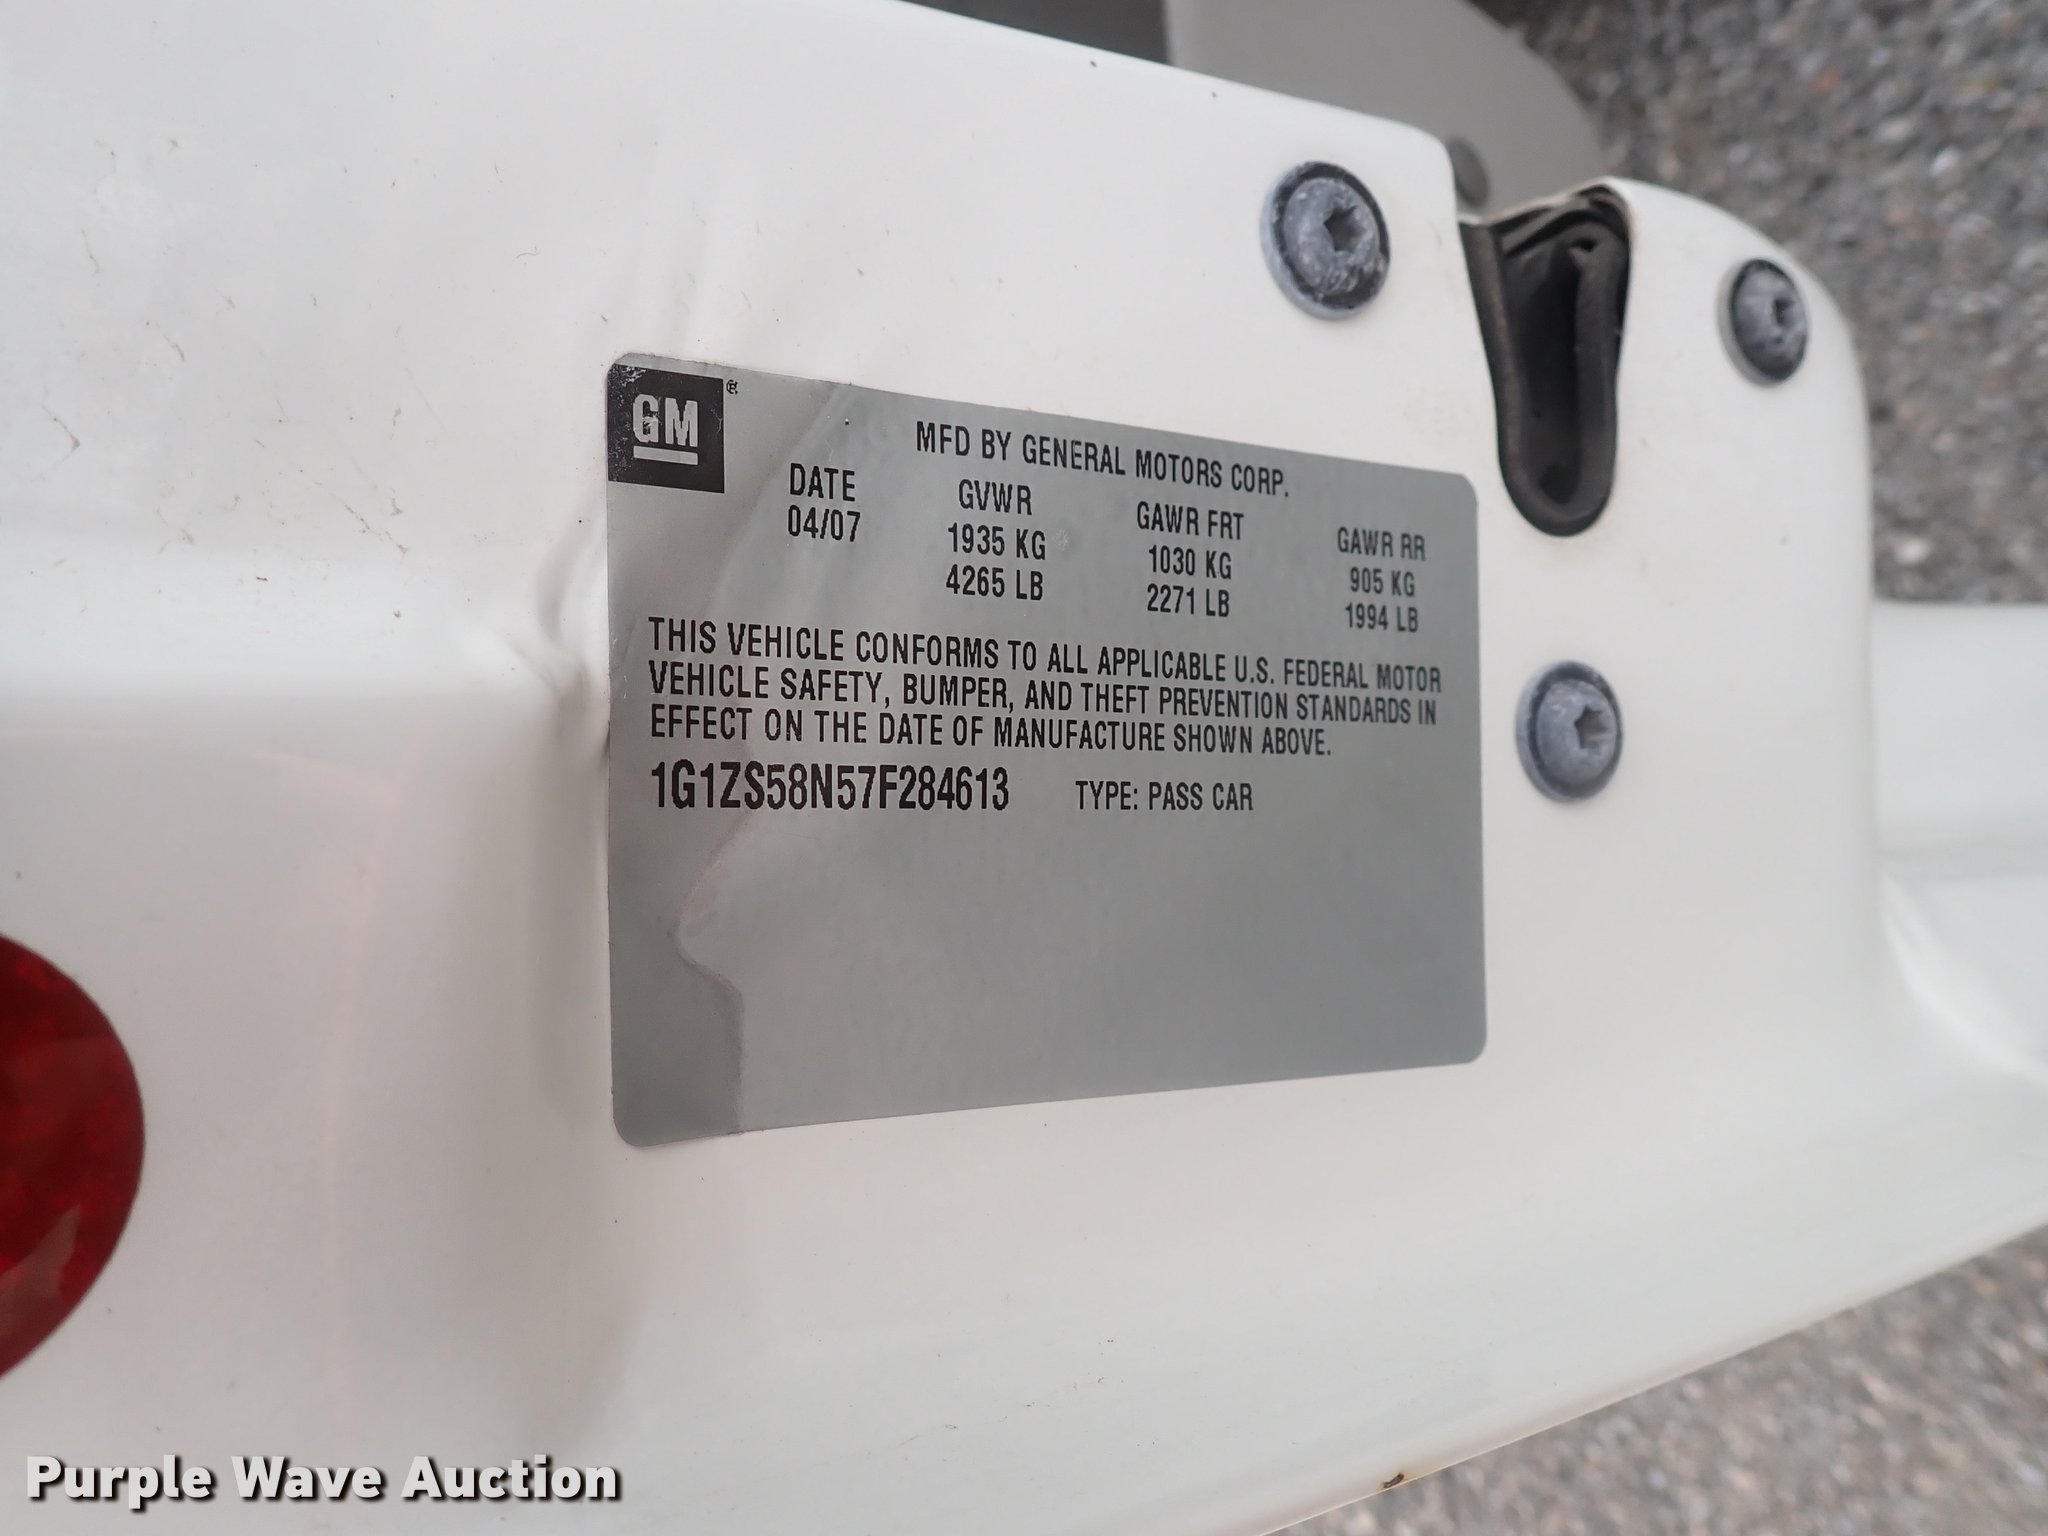 GM®
MFD BY GENERAL MOTORS CORP.
DATE GVWR GAWR FRT GAWR RR
04/07 1935 KG 1030 KG 905 KG
4265 LB 2271 LB 1994 LB
THIS VEHICLE CONFORMS TO ALL APPLICABLE U.S. FEDERAL MOTOR
VEHICLE SAFETY, BUMPER, AND THEFT PREVENTION STANDARDS IN
EFFECT ON THE DATE OF MANUFACTURE SHOWN ABOVE.
1G1ZS58N57F284613 TYPE: PASS CAR
Purple Wave Auction